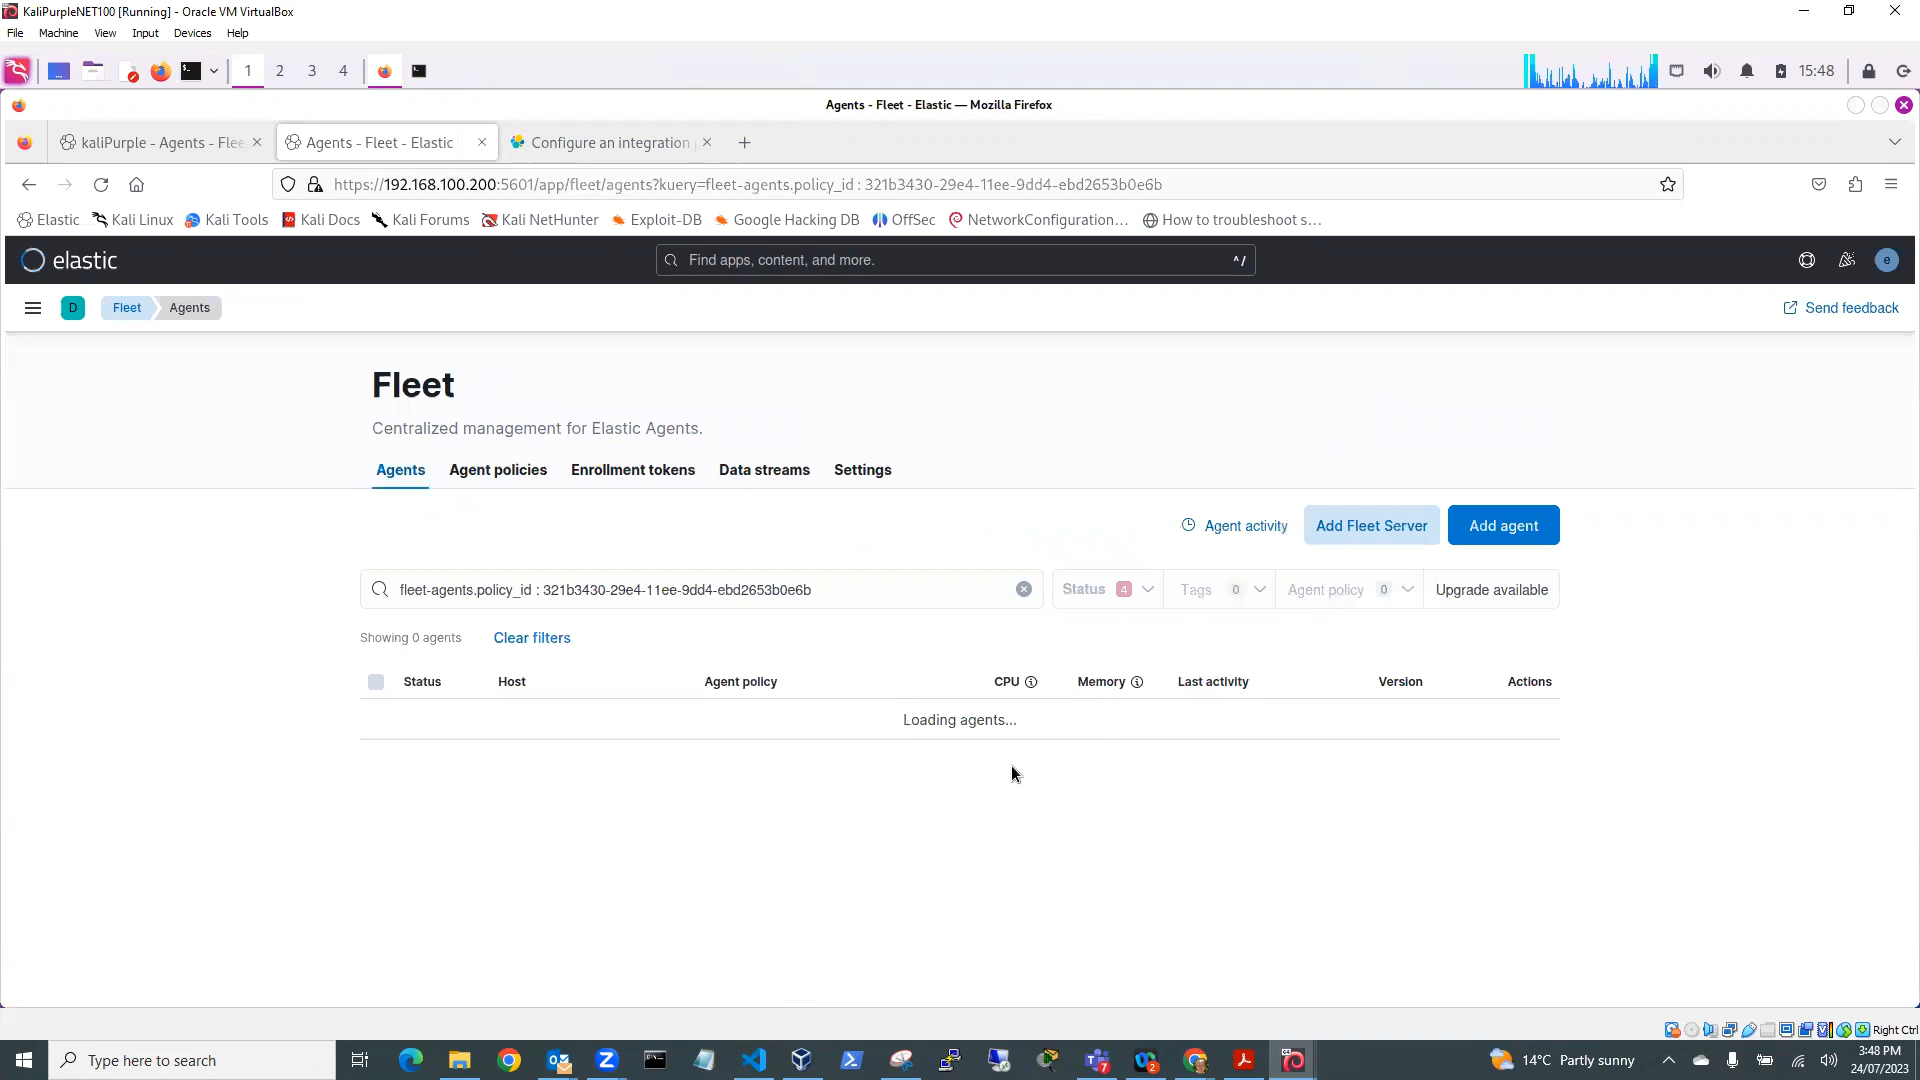 KaliPurpleNET100 [Running] - Oracle VM VirtualBox
File Machine View Input Devices Help
1 2 3 4 15:48
Agents - Fleet - Elastic — Mozilla Firefox
kaliPurple - Agents - Flee Agents - Fleet - Elastic Configure an integration
https://192.168.100.200:5601/app/fleet/agents?kuery=fleet-agents.policy_id : 321b3430-29e4-11ee-9dd4-ebd2653b0e6b
Elastic Kali Linux Kali Tools Kali Docs Kali Forums Kali NetHunter Exploit-DB Google Hacking DB OffSec NetworkConfiguration... How to troubleshoot s...
elastic Find apps, content, and more. ^/ e
D Fleet Agents Send feedback
Fleet
Centralized management for Elastic Agents.
Agents Agent policies Enrollment tokens Data streams Settings
Agent activity Add Fleet Server Add agent
fleet-agents.policy_id : 321b3430-29e4-11ee-9dd4-ebd2653b0e6b Status 4 Tags 0 Agent policy 0 Upgrade available
Showing 0 agents Clear filters
Status Host Agent policy CPU Memory Last activity Version Actions
Loading agents...
Right Ctrl
Type here to search 14°C Partly sunny 3:48 PM
24/07/2023